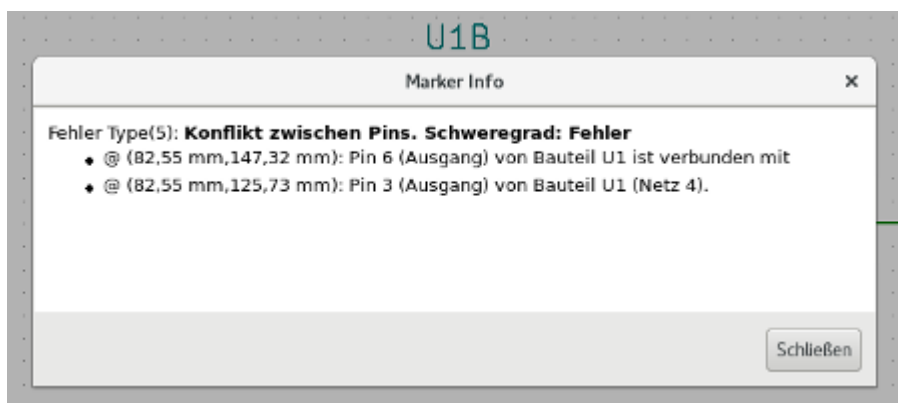 U1B
Marker Info
×
Fehler Type(5): Konflikt zwischen Pins. Schweregrad: Fehler
• @ (82,55 mm,147,32 mm): Pin 6 (Ausgang) von Bauteil U1 ist verbunden mit
• @ (82,55 mm,125,73 mm): Pin 3 (Ausgang) von Bauteil U1 (Netz 4).
Schließen